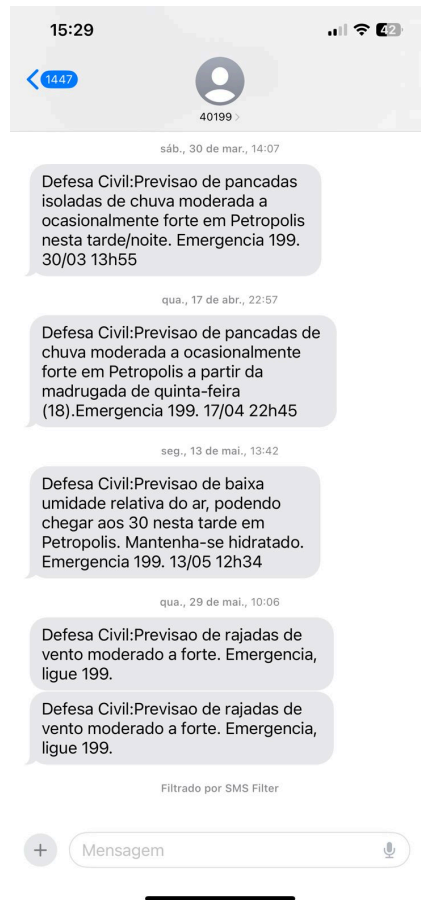 15:29
42
1447
40199 >
sáb., 30 de mar., 14:07
Defesa Civil:Previsao de pancadas
isoladas de chuva moderada a
ocasionalmente forte em Petropolis
nesta tarde/noite. Emergencia 199.
30/03 13h55
qua., 17 de abr., 22:57
Defesa Civil:Previsao de pancadas de
chuva moderada a ocasionalmente
forte em Petropolis a partir da
madrugada de quinta-feira
(18).Emergencia 199. 17/04 22h45
seg., 13 de mai., 13:42
Defesa Civil:Previsao de baixa
umidade relativa do ar, podendo
chegar aos 30 nesta tarde em
Petropolis. Mantenha-se hidratado.
Emergencia 199. 13/05 12h34
qua., 29 de mai., 10:06
Defesa Civil:Previsao de rajadas de
vento moderado a forte. Emergencia,
ligue 199.
Defesa Civil:Previsao de rajadas de
vento moderado a forte. Emergencia,
ligue 199.
Filtrado por SMS Filter
Mensagem